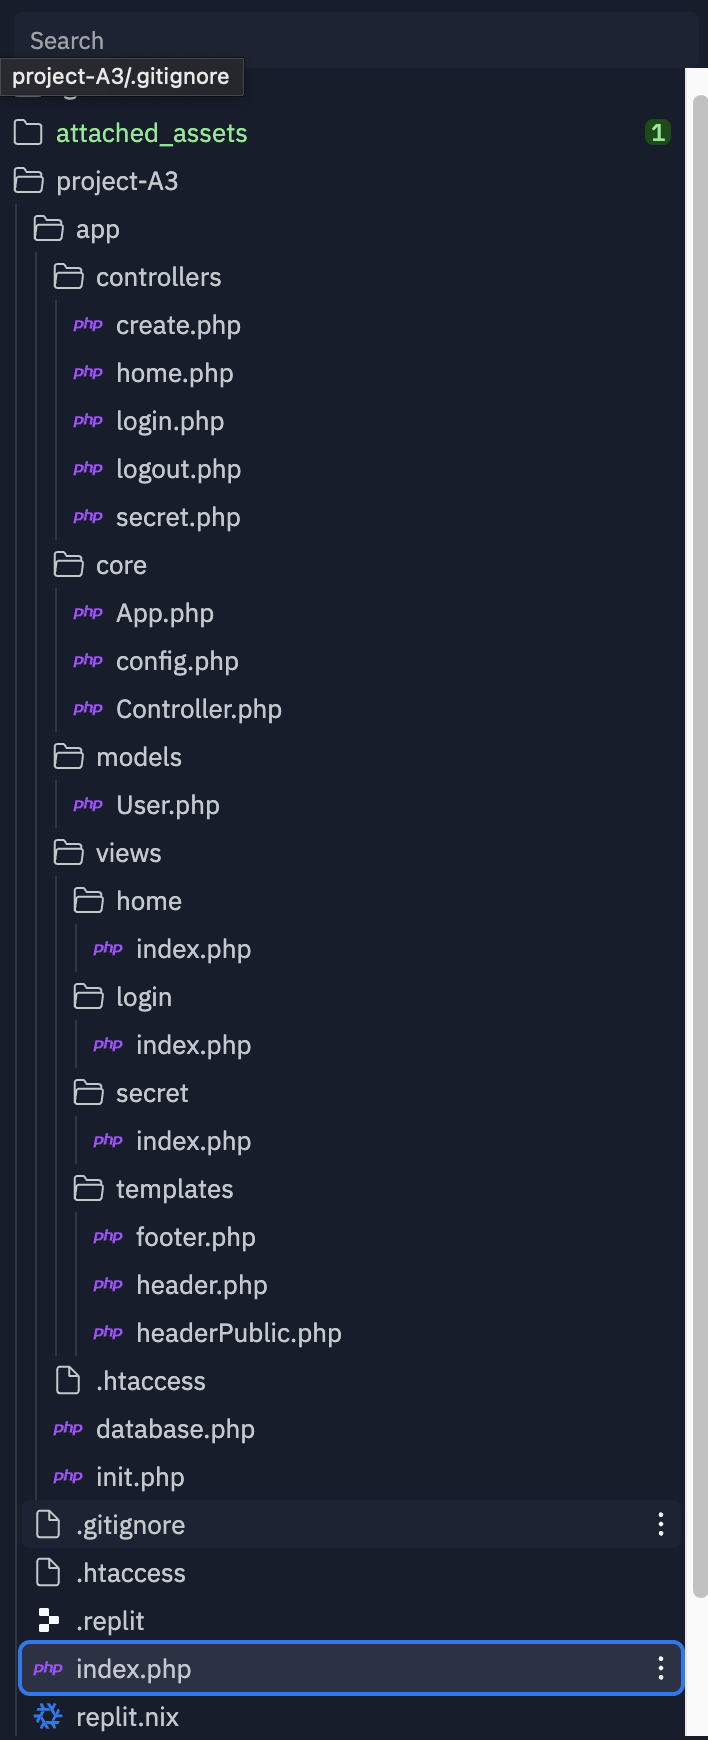 Search
project-A3/.gitignore
attached_assets 1
project-A3
app
controllers
php create.php
php home.php
php login.php
php logout.php
php secret.php
core
php App.php
php config.php
php Controller.php
models
php User.php
views
home
php index.php
login
php index.php
secret
php index.php
templates
php footer.php
php header.php
php headerPublic.php
.htaccess
php database.php
php init.php
.gitignore
.htaccess
.replit
php index.php
replit.nix